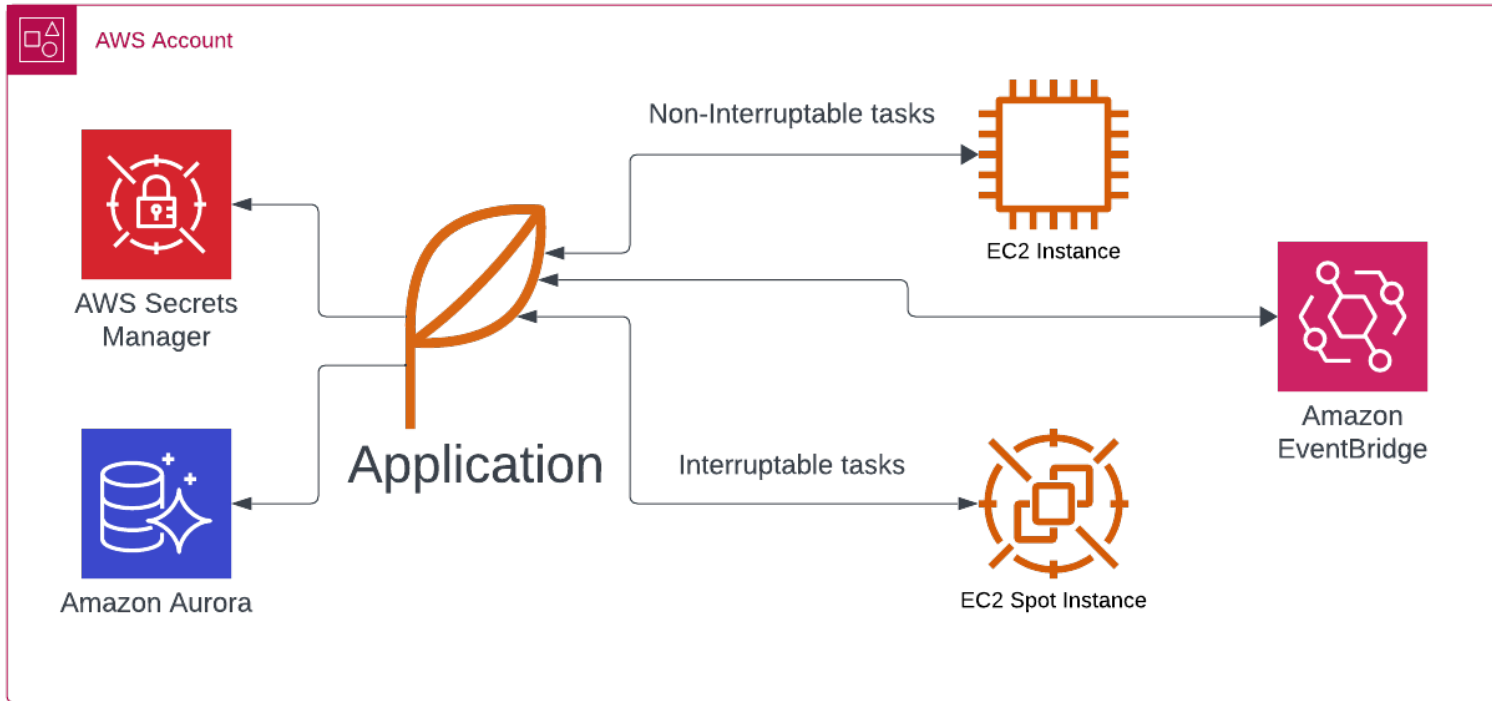 AWS Account
Non-Interruptable tasks
EC2 Instance
AWS Secrets
Manager
Application
Interruptable tasks
Amazon
EventBridge
Amazon Aurora
EC2 Spot Instance